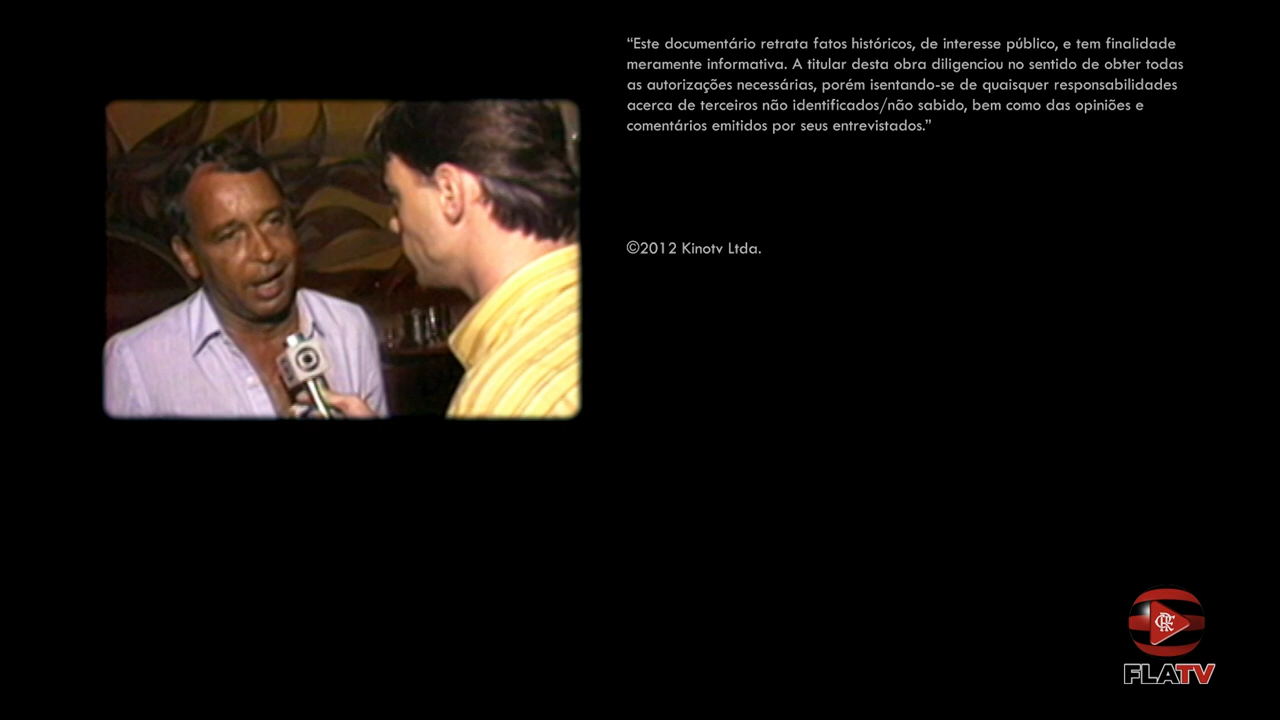 “Este documentário retrata fatos históricos, de interesse público, e tem finalidade
meramente informativa. A titular desta obra diligenciou no sentido de obter todas
as autorizações necessárias, porém isentando-se de quaisquer responsabilidades
acerca de terceiros não identificados/não sabido, bem como das opiniões e
comentários emitidos por seus entrevistados.”
©2012 Kinotv Ltda.
FLATV